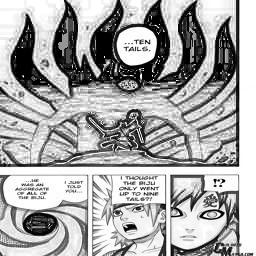 ...TEN
TAILS.
!?
I THOUGHT
THE BIJU
ONLY WENT
UP TO NINE
TAILS?!
I JUST
TOLD
YOU...
...HE
WAS AN
AGGREGATE
OF ALL OF
THE BIJU.